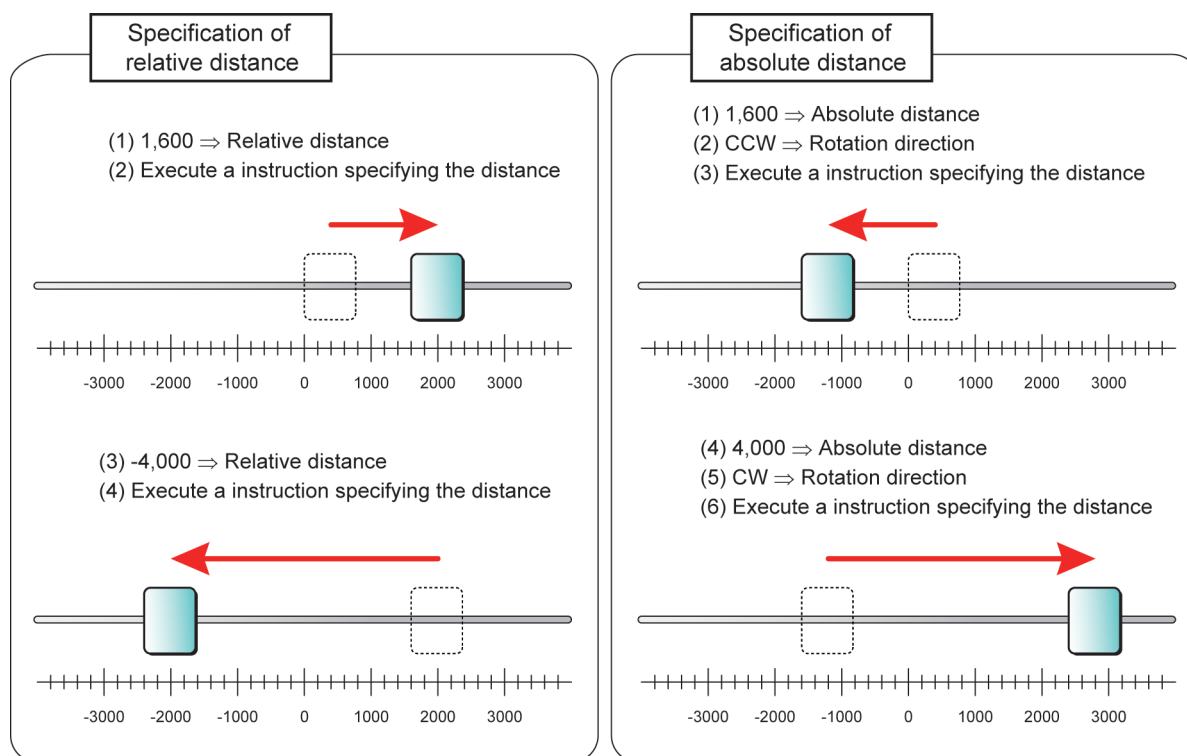 Specification of
relative distance
(1) 1,600 ⇒ Relative distance
(2) Execute a instruction specifying the distance
-3000 -2000 -1000 0 1000 2000 3000
(3) -4,000 ⇒ Relative distance
(4) Execute a instruction specifying the distance
-3000 -2000 -1000 0 1000 2000 3000
Specification of
absolute distance
(1) 1,600 ⇒ Absolute distance
(2) CCW ⇒ Rotation direction
(3) Execute a instruction specifying the distance
-3000 -2000 -1000 0 1000 2000 3000
(4) 4,000 ⇒ Absolute distance
(5) CW ⇒ Rotation direction
(6) Execute a instruction specifying the distance
-3000 -2000 -1000 0 1000 2000 3000